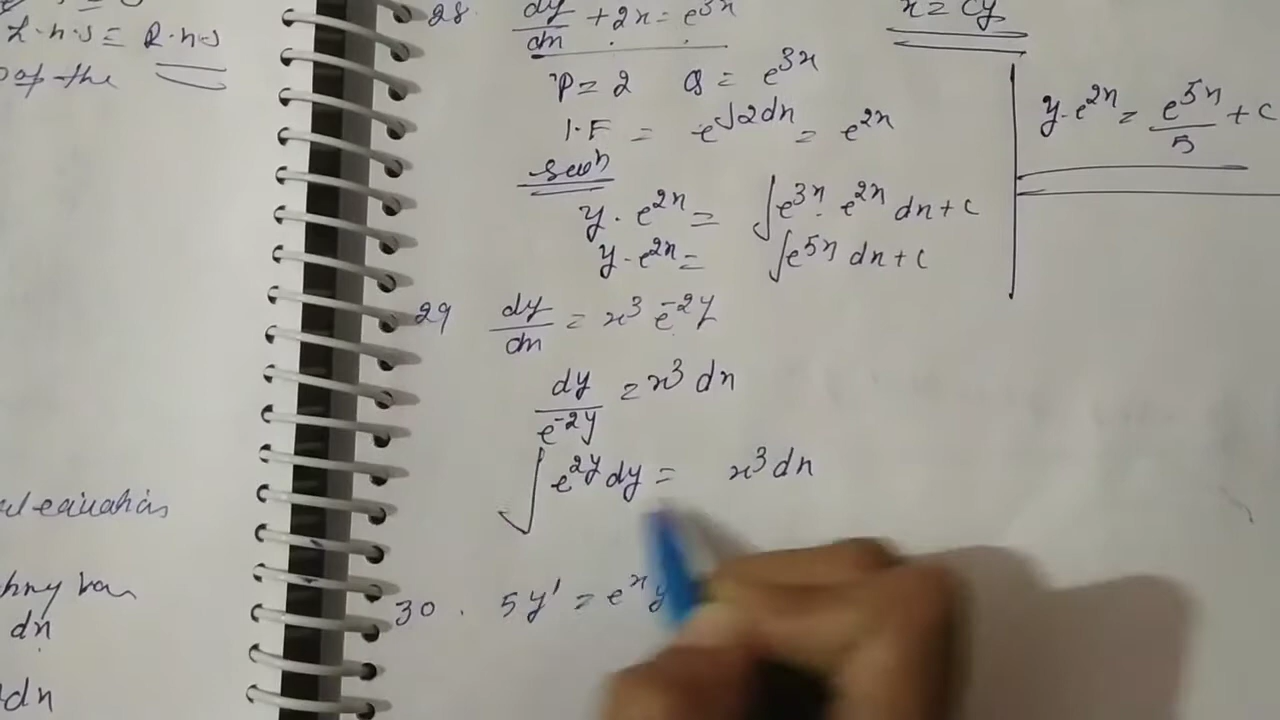 L.H.S = R.H.S
of the
28. dy/dx + 2x = e^3x
P = 2 Q = e^3x
I.F = e^∫2dx = e^2x
soln
y.e^2x = ∫e^3x. e^2x dx + c
y.e^2x = ∫e^5x dx + c
x = cy
y.e^2x = e^5x/5 + c
29 dy/dx = x^3 e^-2y
dy/e^-2y = x^3 dx
∫e^2y dy = x^3 dx
30. 5y' = e^x y
equations
dx
dx